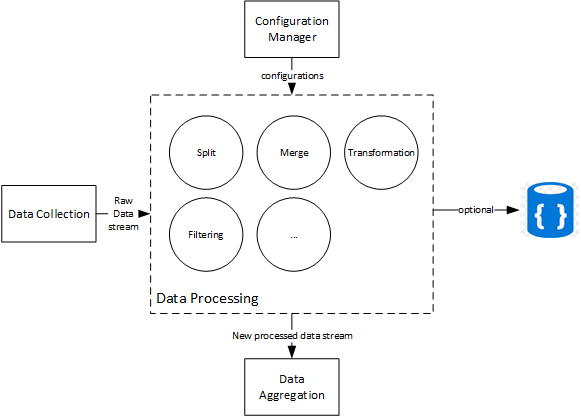 Configuration
Manager
configurations
Split
Merge
Transformation
Data Collection
Raw
Data
stream
Filtering
...
optional
{ }
Data Processing
New processed data stream
Data
Aggregation